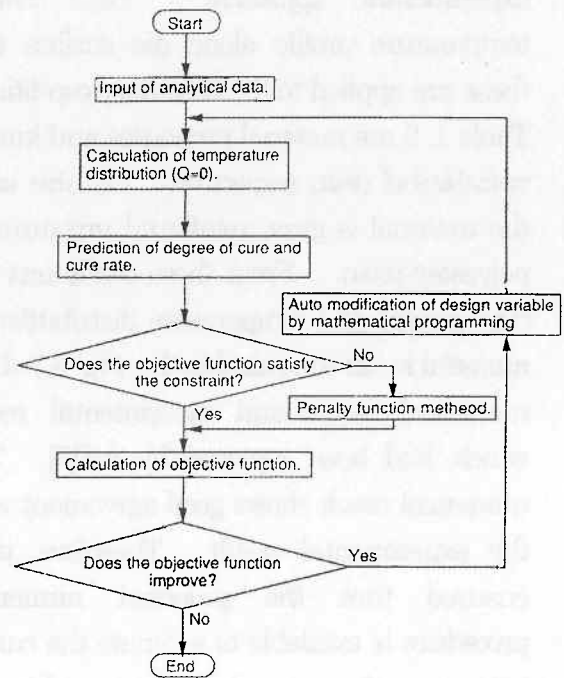 Start
Input of analytical data.
Calculation of temperature
distribution (Q=0).
Prediction of degree of cure and
cure rate.
Auto modification of design variable
by mathematical programming
Does the objective function satisfy
the constraint?
No
Penalty function metheod.
Yes
Calculation of objective function.
Does the objective function
improve?
Yes
No
End